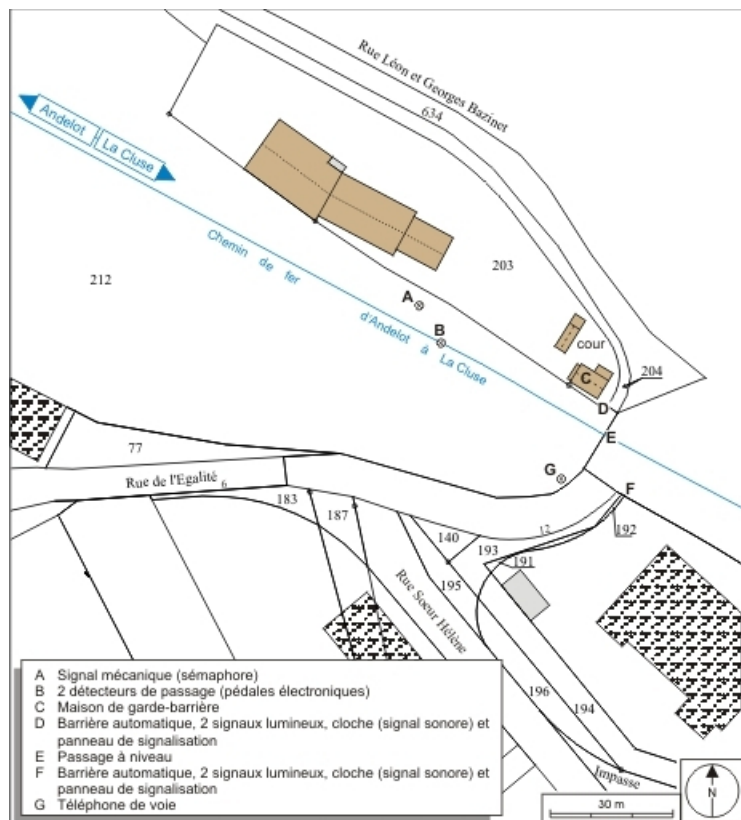 Rue Léon et Georges Bazinet
634
Andelot
La Cluse
Chemin de fer
d'Andelot à La Cluse
203
212
A
B
cour
C
204
D
E
77
G
F
Rue de l'Egalité
6
183
187
12
140
193
192
191
195
Rue Soeur Hélène
196
194
Impasse
A Signal mécanique (sémaphore)
B 2 détecteurs de passage (pédales électroniques)
C Maison de garde-barrière
D Barrière automatique, 2 signaux lumineux, cloche (signal sonore) et
panneau de signalisation
E Passage à niveau
F Barrière automatique, 2 signaux lumineux, cloche (signal sonore) et
panneau de signalisation
G Téléphone de voie
30 m
N